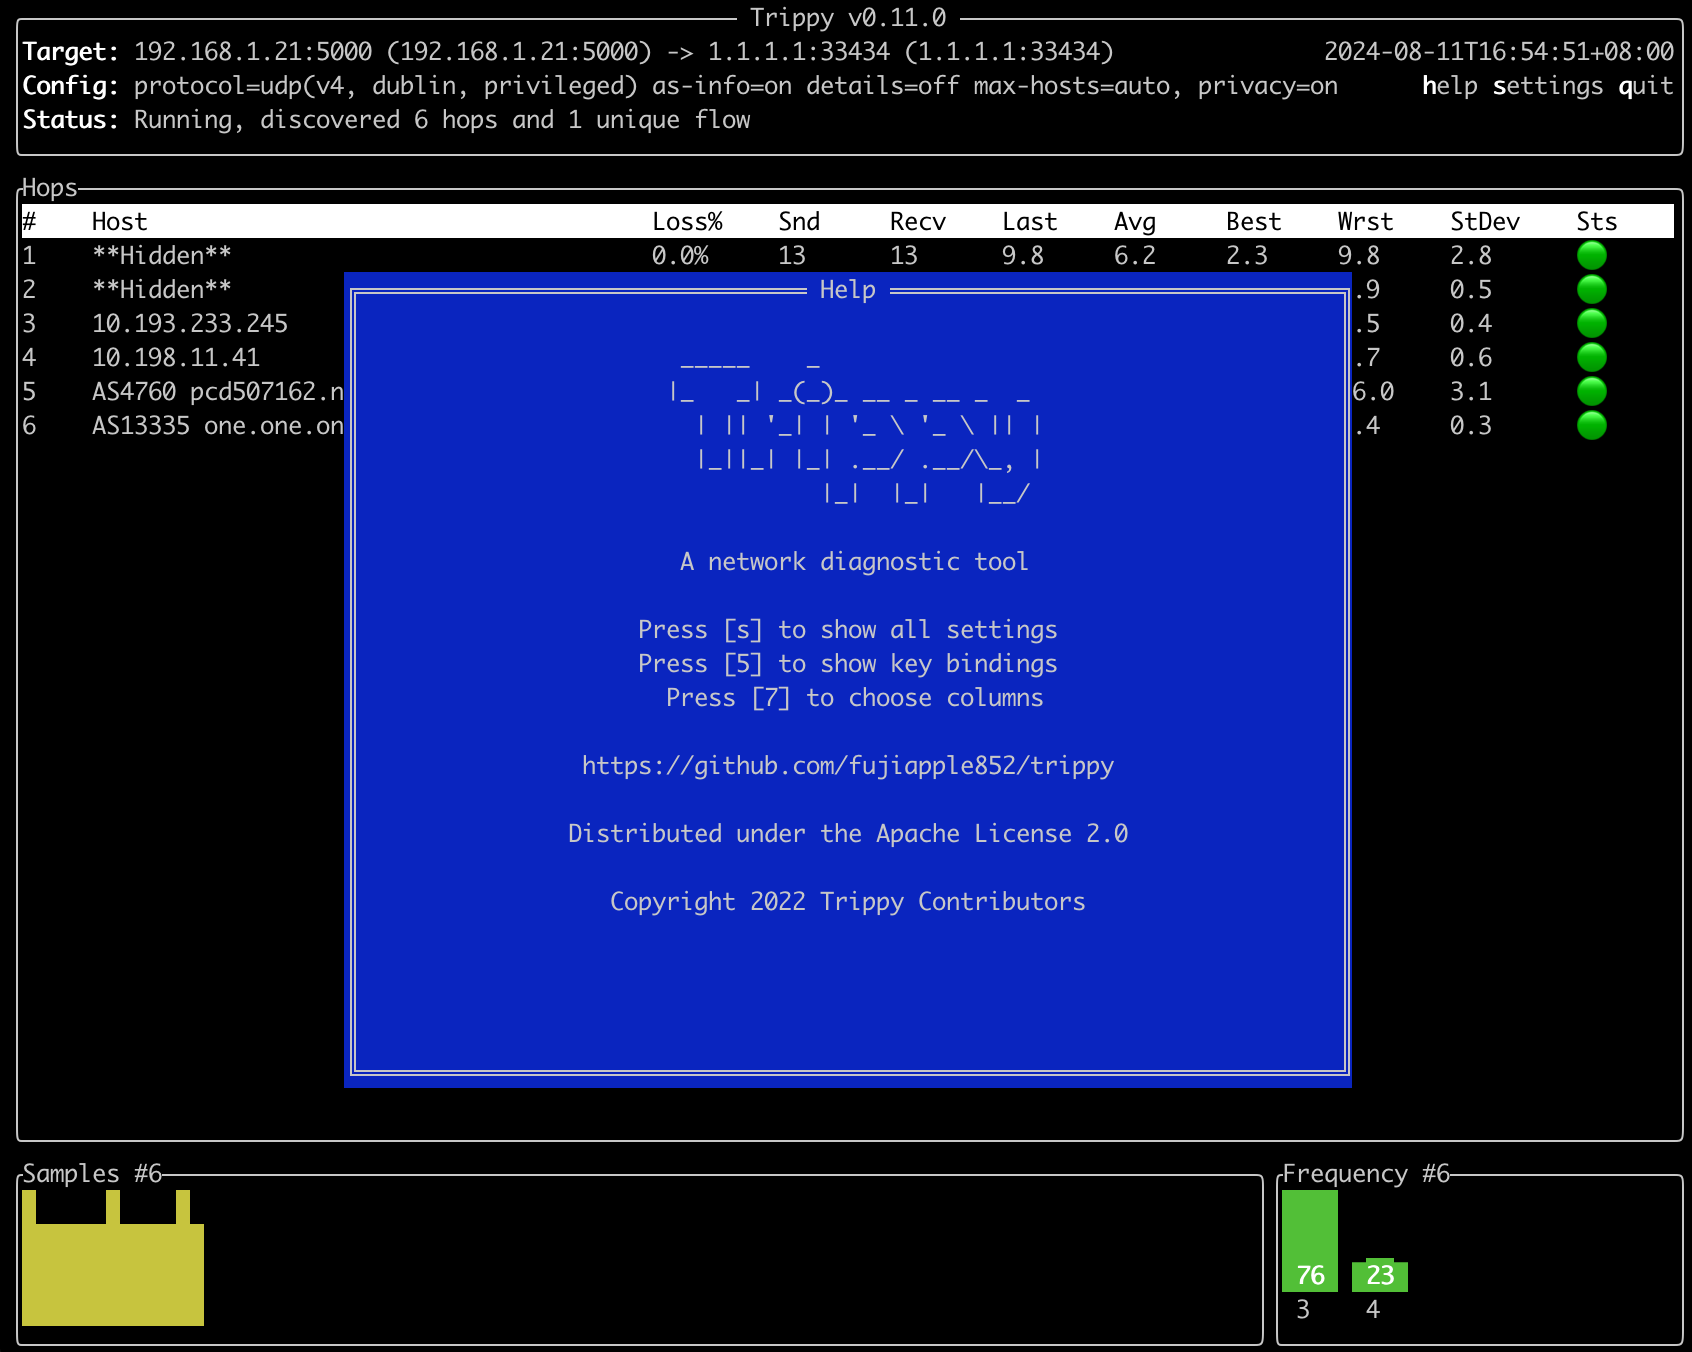 Trippy v0.11.0
Target: 192.168.1.21:5000 (192.168.1.21:5000) -> 1.1.1.1:33434 (1.1.1.1:33434) 2024-08-11T16:54:51+08:00
Config: protocol=udp(v4, dublin, privileged) as-info=on details=off max-hosts=auto, privacy=on help settings quit
Status: Running, discovered 6 hops and 1 unique flow
Hops
# Host Loss% Snd Recv Last Avg Best Wrst StDev Sts
1 **Hidden** 0.0% 13 13 9.8 6.2 2.3 9.8 2.8
2 **Hidden** .9 0.5
3 10.193.233.245 .5 0.4
4 10.198.11.41 .7 0.6
5 AS4760 pcd507162.n 6.0 3.1
6 AS13335 one.one.on .4 0.3
Help
Trippy
A network diagnostic tool
Press [s] to show all settings
Press [5] to show key bindings
Press [7] to choose columns
https://github.com/fujiapple852/trippy
Distributed under the Apache License 2.0
Copyright 2022 Trippy Contributors
Samples #6
Frequency #6
76 23
3 4